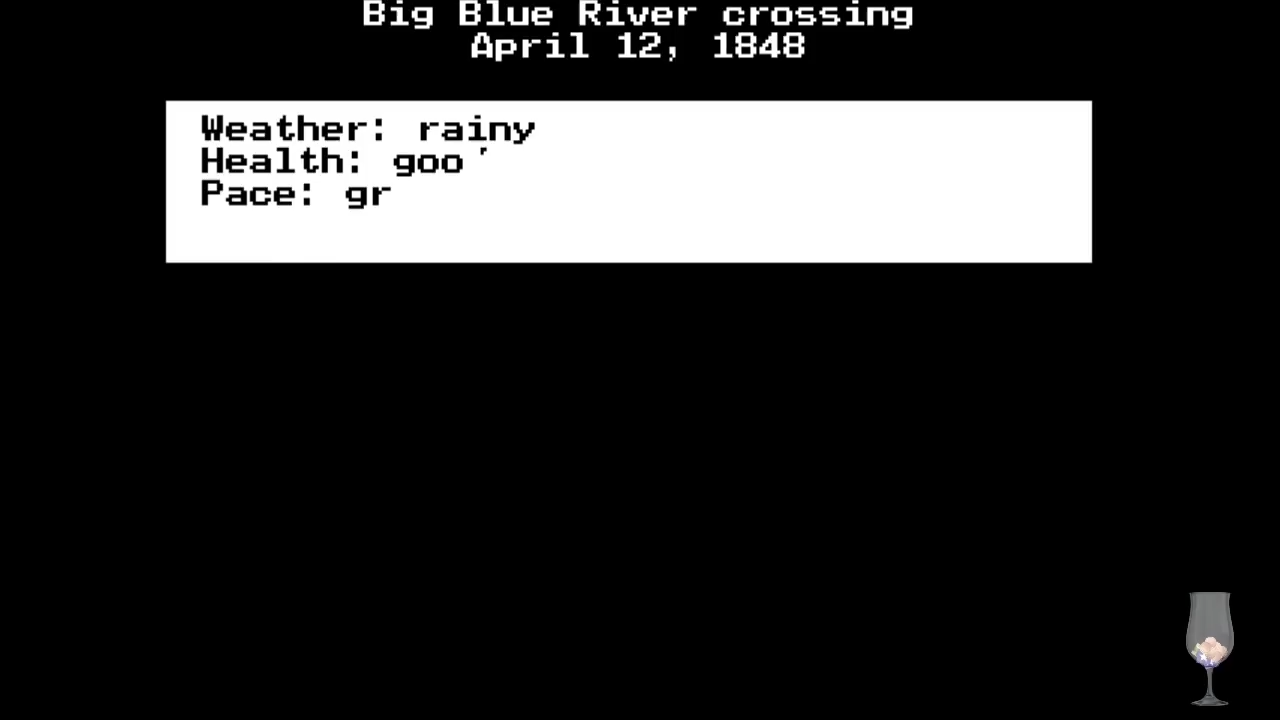 Big Blue River crossing
April 12, 1848
Weather: rainy
Health: goo
Pace: gr